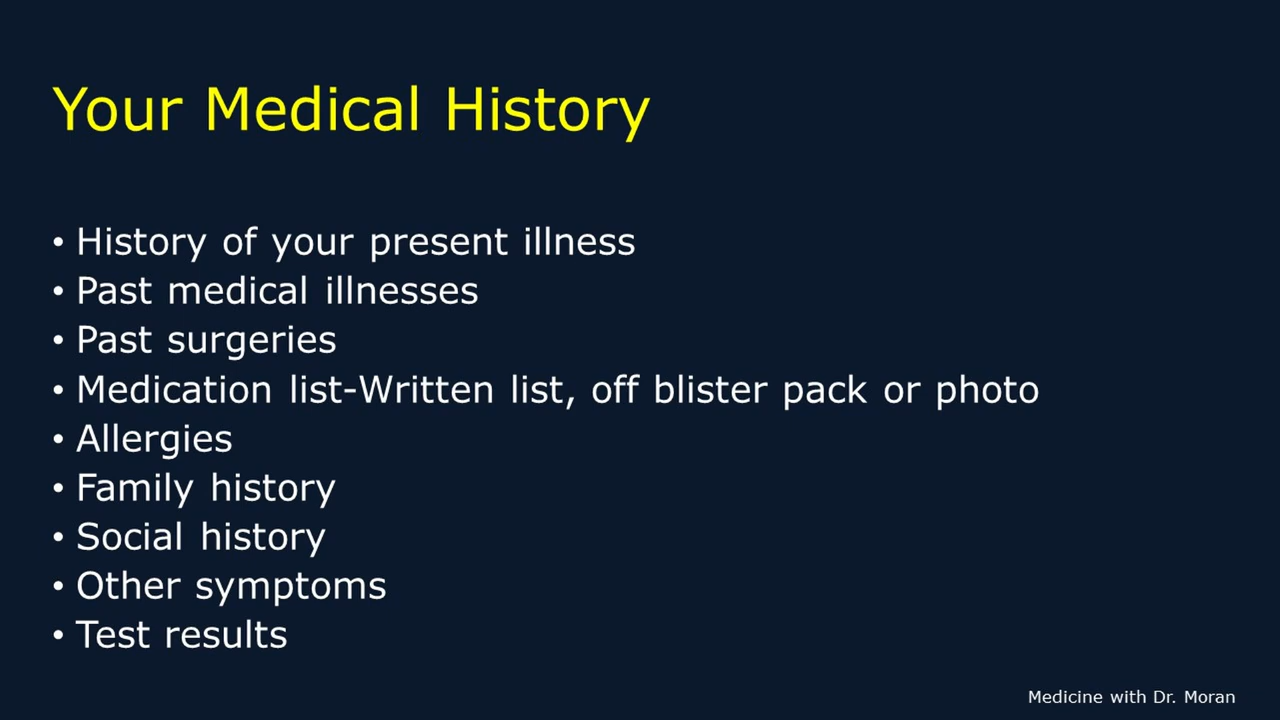 Your Medical History
• History of your present illness
• Past medical illnesses
• Past surgeries
• Medication list-Written list, off blister pack or photo
• Allergies
• Family history
• Social history
• Other symptoms
• Test results
Medicine with Dr. Moran